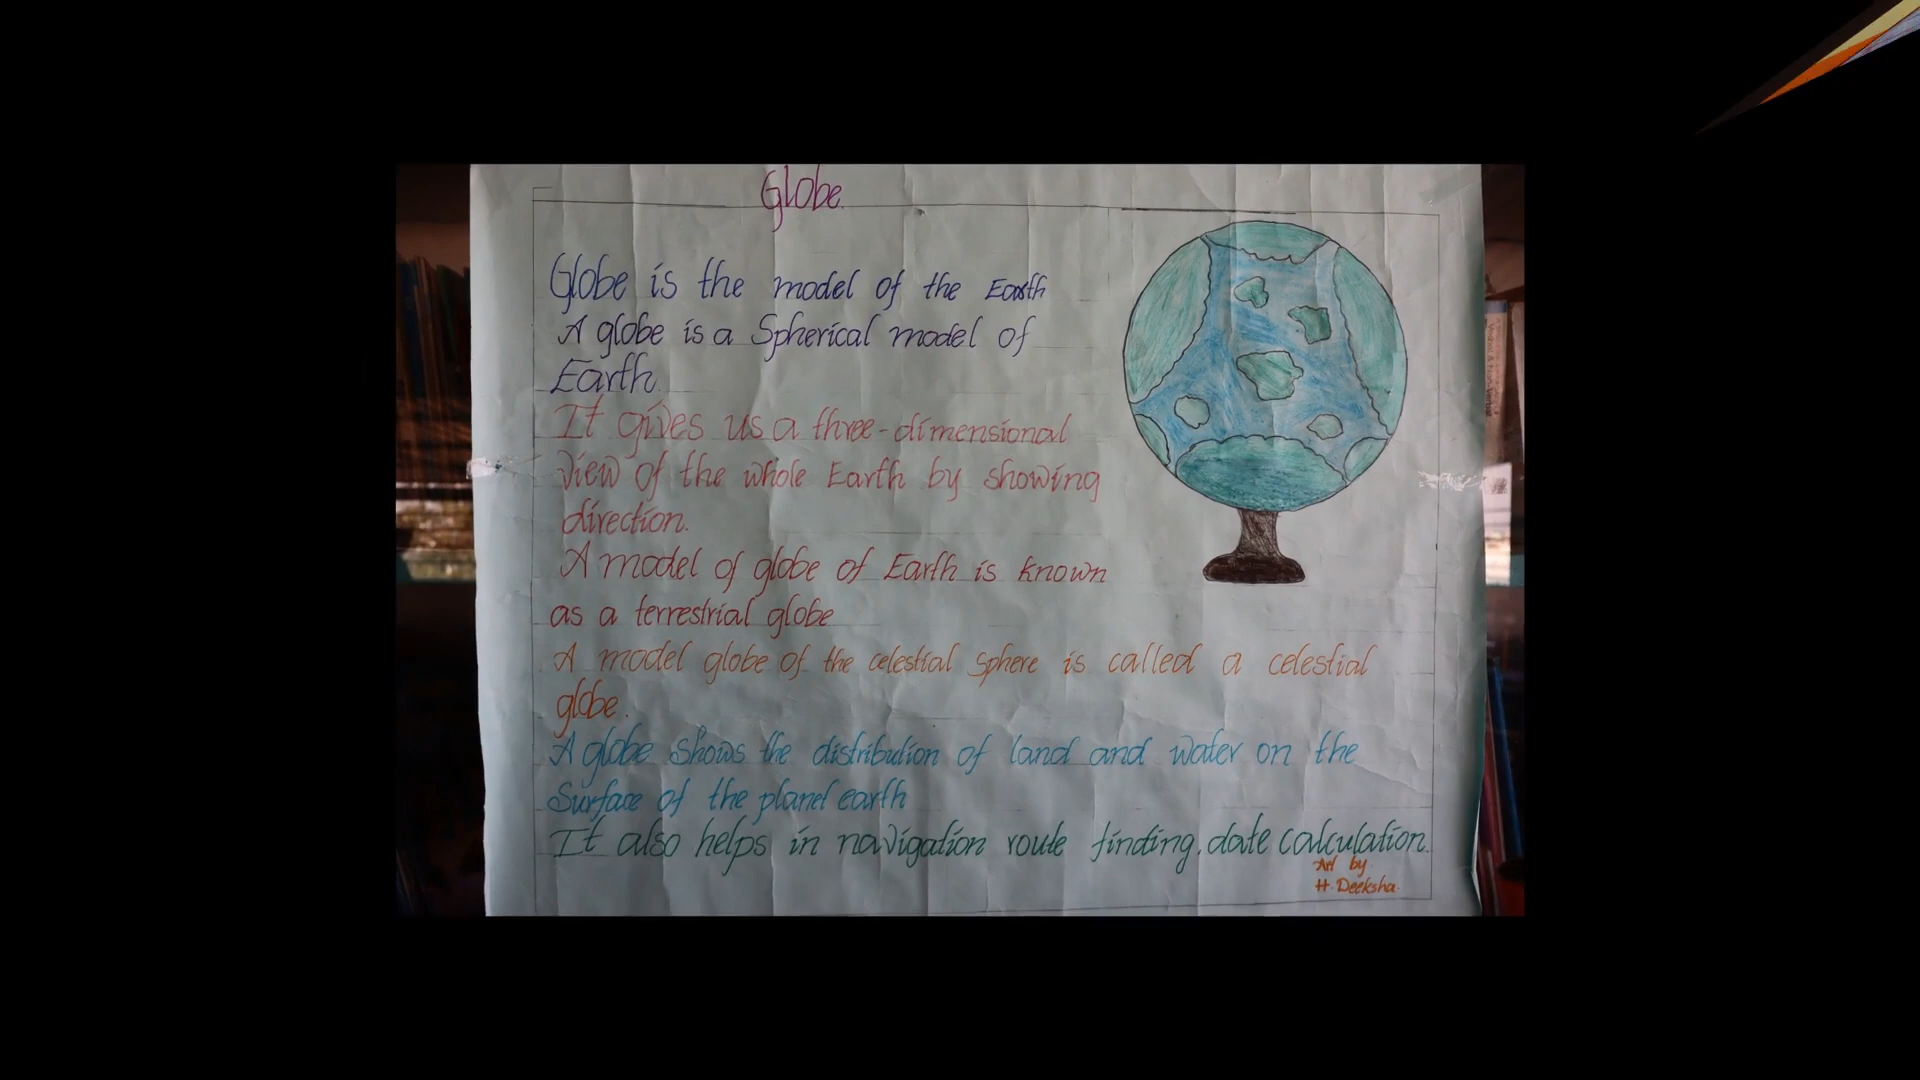 Globe.
Globe is the model of the Earth
A globe is a Spherical model of
Earth.
It gives us a three-dimensional
view of the whole Earth by showing
direction.
A model of globe of Earth is known
as a terrestrial globe
A model globe of the celestial Sphere is called a celestial
globe.
A globe shows the distribution of land and water on the
Surface of the planet earth
It also helps in navigation route finding, date calculation.
Art by
H. Deeksha.